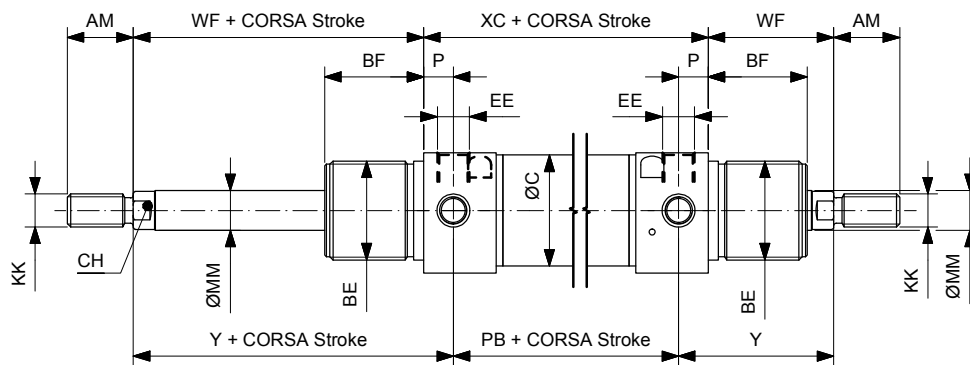 AM
WF + CORSA Stroke
XC + CORSA Stroke
WF
AM
BF
P
P
BF
EE
EE
ØC
KK
CH
ØMM
BE
BE
KK
ØMM
Y + CORSA Stroke
PB + CORSA Stroke
Y